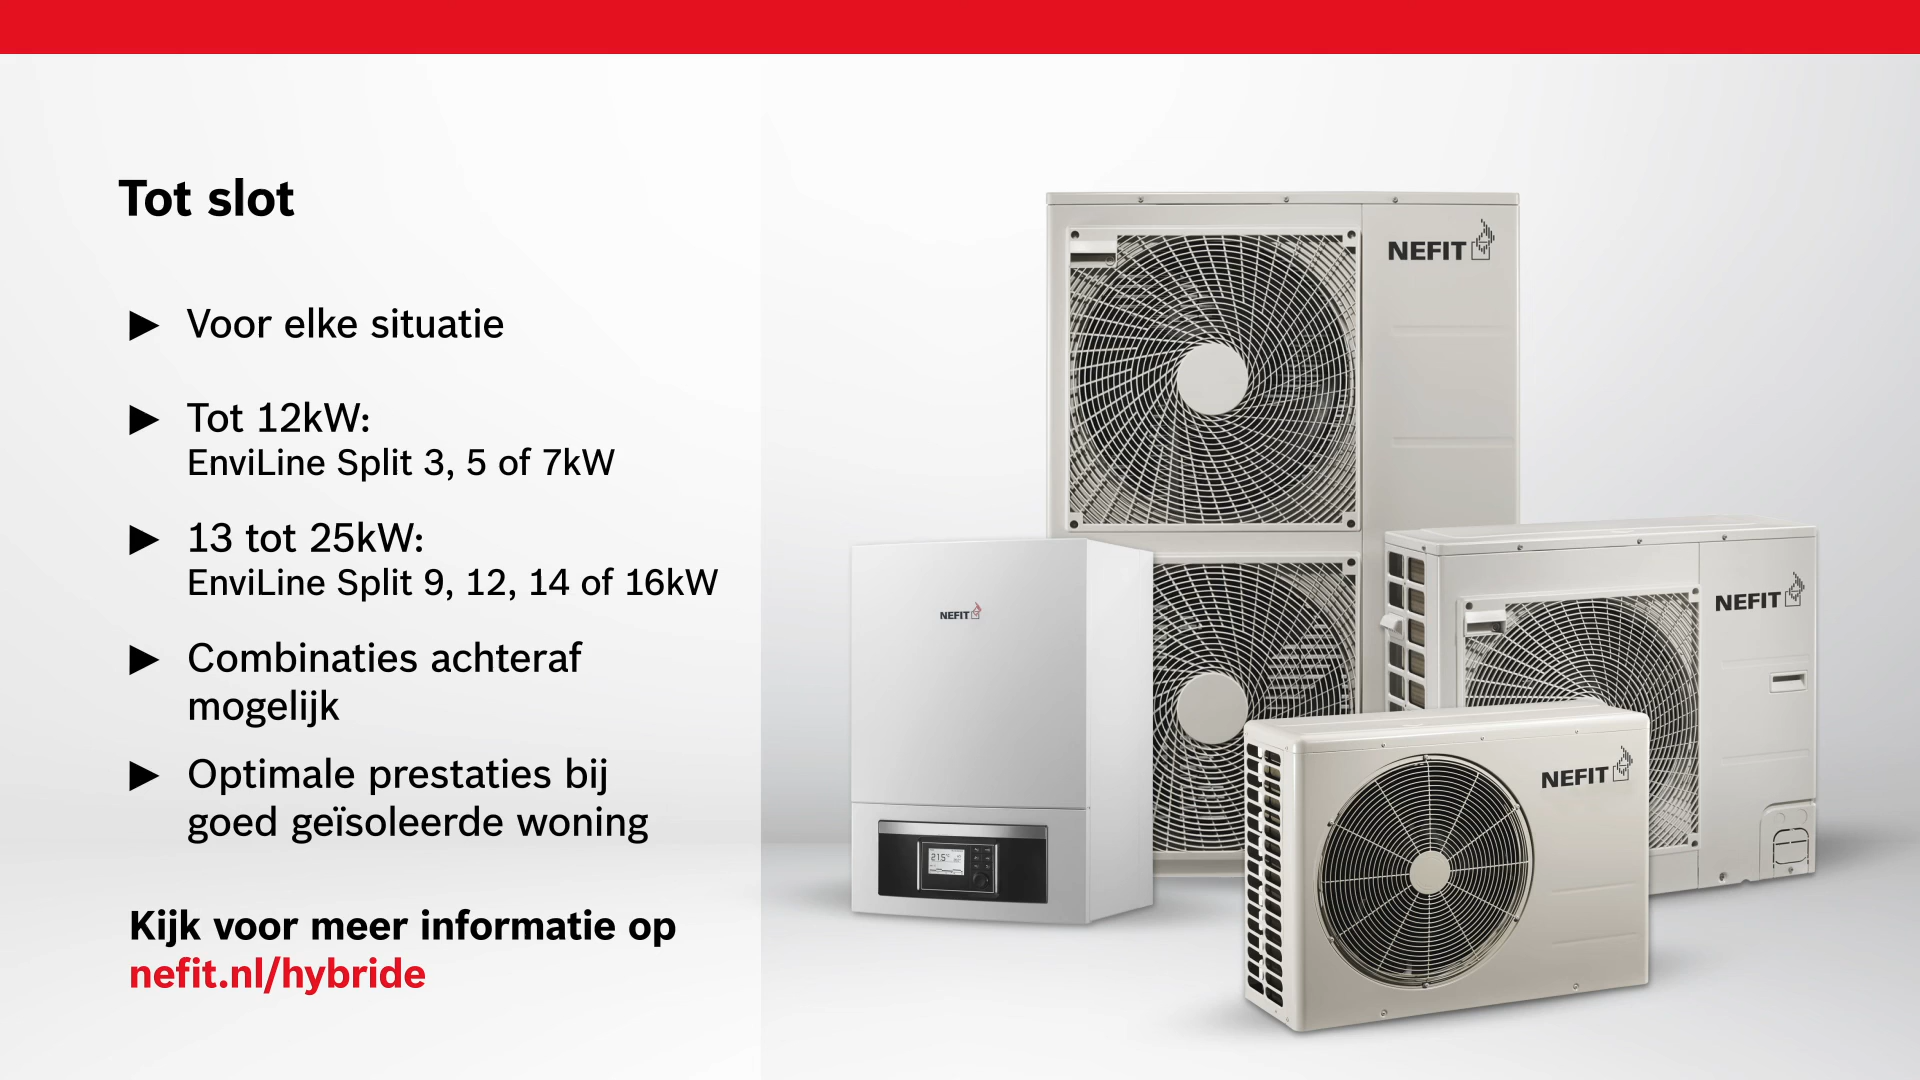 Tot slot
▶ Voor elke situatie
▶ Tot 12kW:
EnviLine Split 3, 5 of 7kW
▶ 13 tot 25kW:
EnviLine Split 9, 12, 14 of 16kW
▶ Combinaties achteraf
mogelijk
▶ Optimale prestaties bij
goed geïsoleerde woning
Kijk voor meer informatie op
nefit.nl/hybride
NEFIT
NEFIT
NEFIT
NEFIT
21.5°